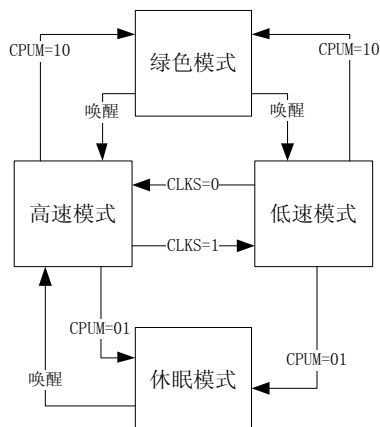 CPUM=10
绿色模式
CPUM=10
唤醒
唤醒
高速模式
CLKS=0
低速模式
CLKS=1
CPUM=01
CPUM=01
唤醒
休眠模式